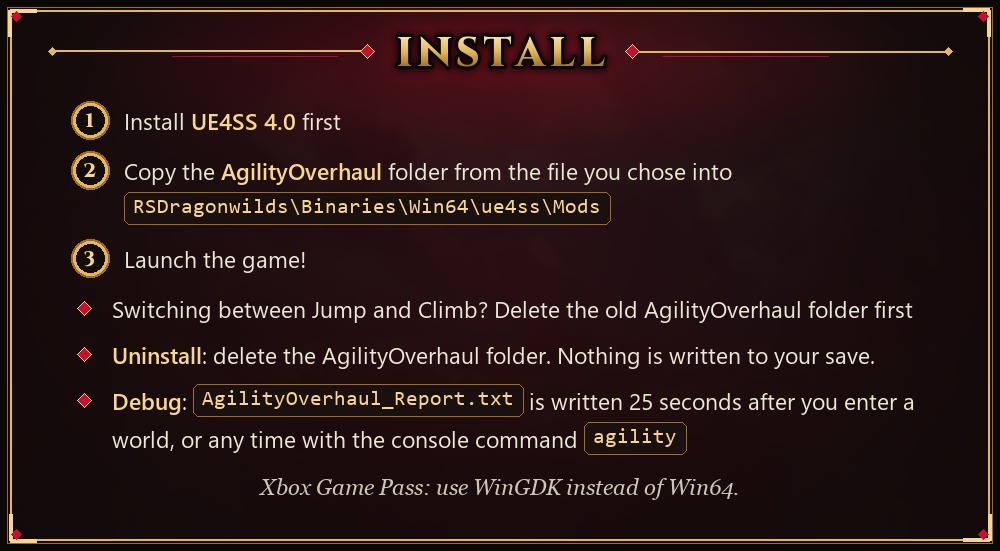 INSTALL
1 Install UE4SS 4.0 first
2 Copy the AgilityOverhaul folder from the file you chose into
RSDragonwilds\Binaries\Win64\ue4ss\Mods
3 Launch the game!
Switching between Jump and Climb? Delete the old AgilityOverhaul folder first
Uninstall: delete the AgilityOverhaul folder. Nothing is written to your save.
Debug: AgilityOverhaul_Report.txt is written 25 seconds after you enter a
world, or any time with the console command agility
Xbox Game Pass: use WinGDK instead of Win64.